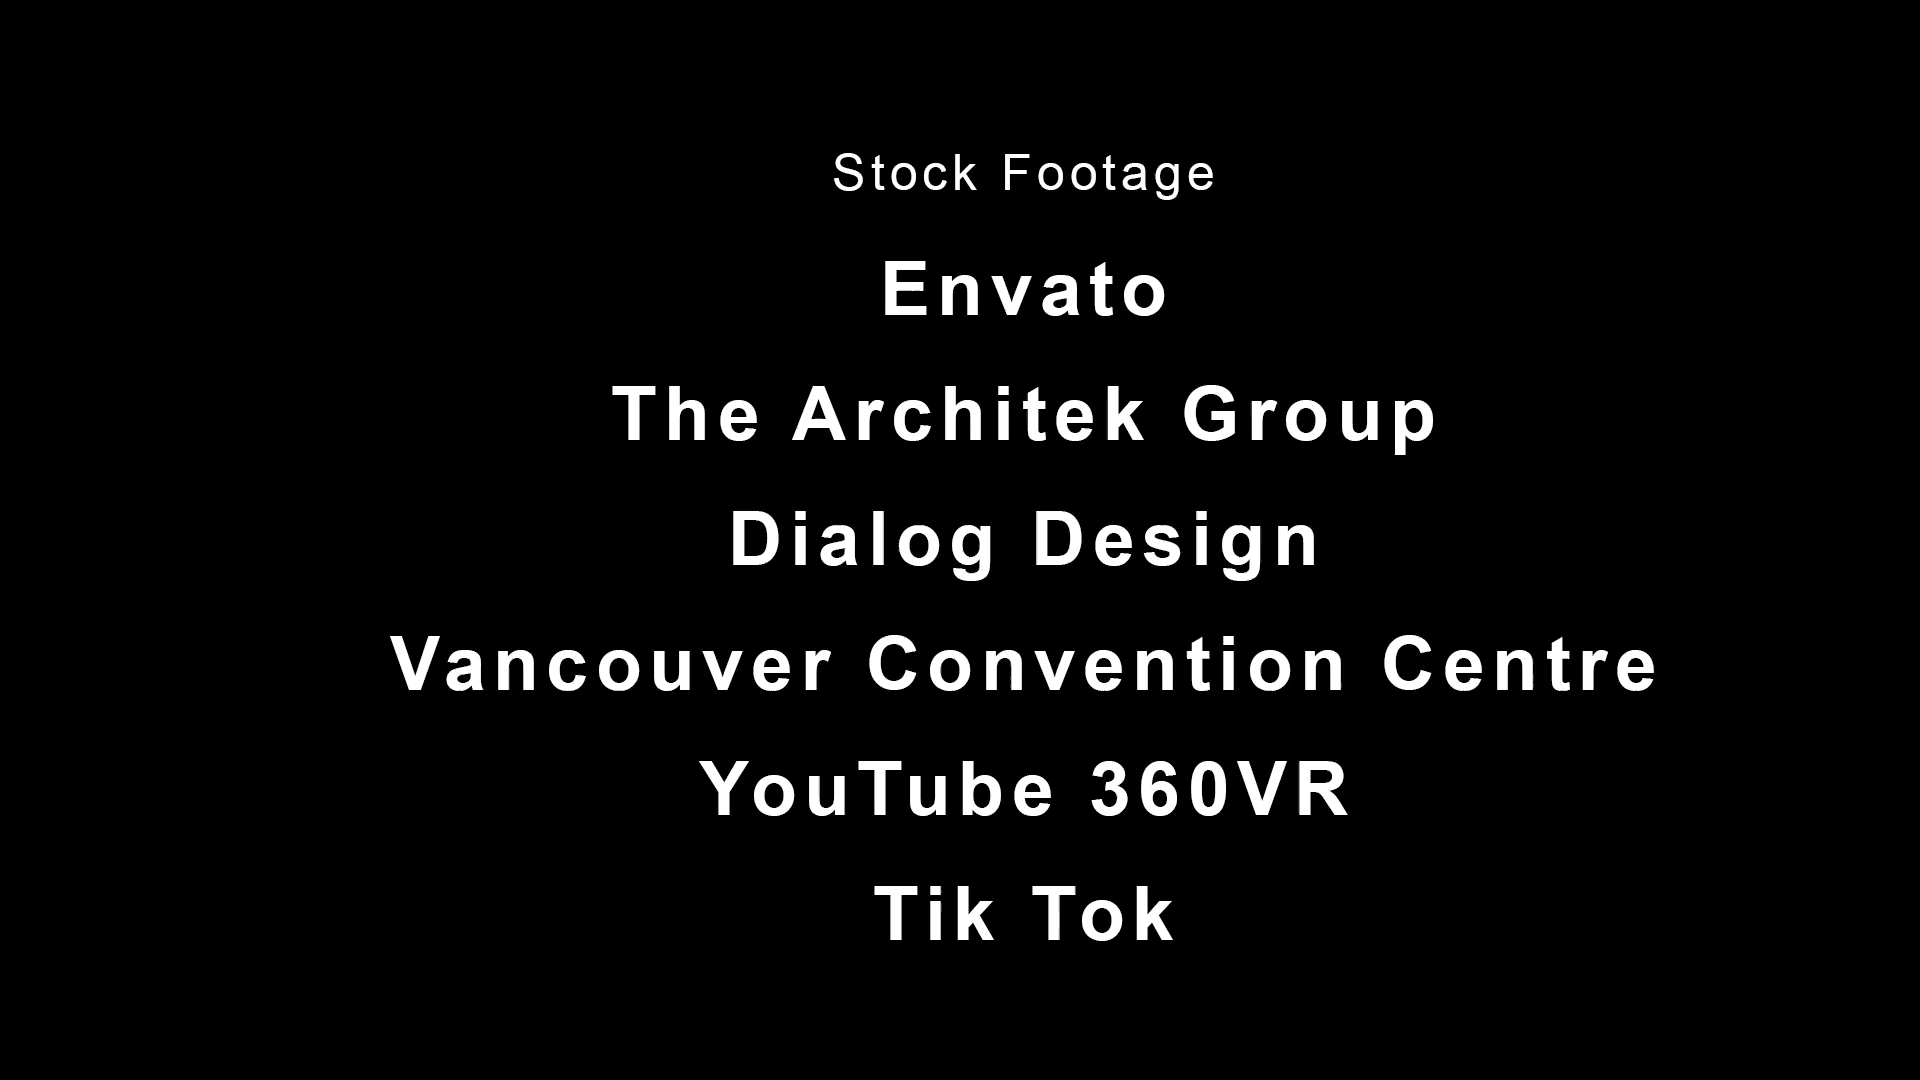 Stock Footage
Envato
The Architek Group
Dialog Design
Vancouver Convention Centre
YouTube 360VR
Tik Tok